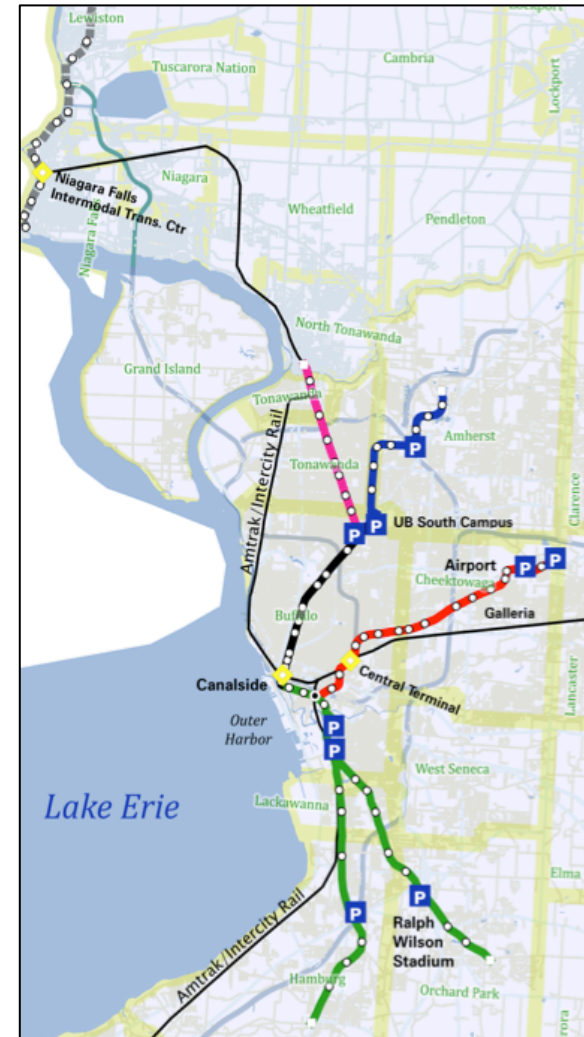 Lewiston
Lockport
Tuscarora Nation
Cambria
Lockport
Niagara Falls
Intermodal Trans. Ctr
Niagara
Wheatfield
Pendleton
North Tonawanda
Grand Island
Tonawanda
Amherst
Amtrak/Intercity Rail
Tonawanda
Clarence
P
P
P
UB South Campus
Airport
P
P
Cheektowaga
Galleria
Buffalo
Canalside
Central Terminal
Lancaster
Outer
Harbor
P
P
West Seneca
Lake Erie
Lackawanna
Elma
P
P
Ralph
Wilson
Stadium
Amtrak/Intercity Rail
Hamburg
Orchard Park